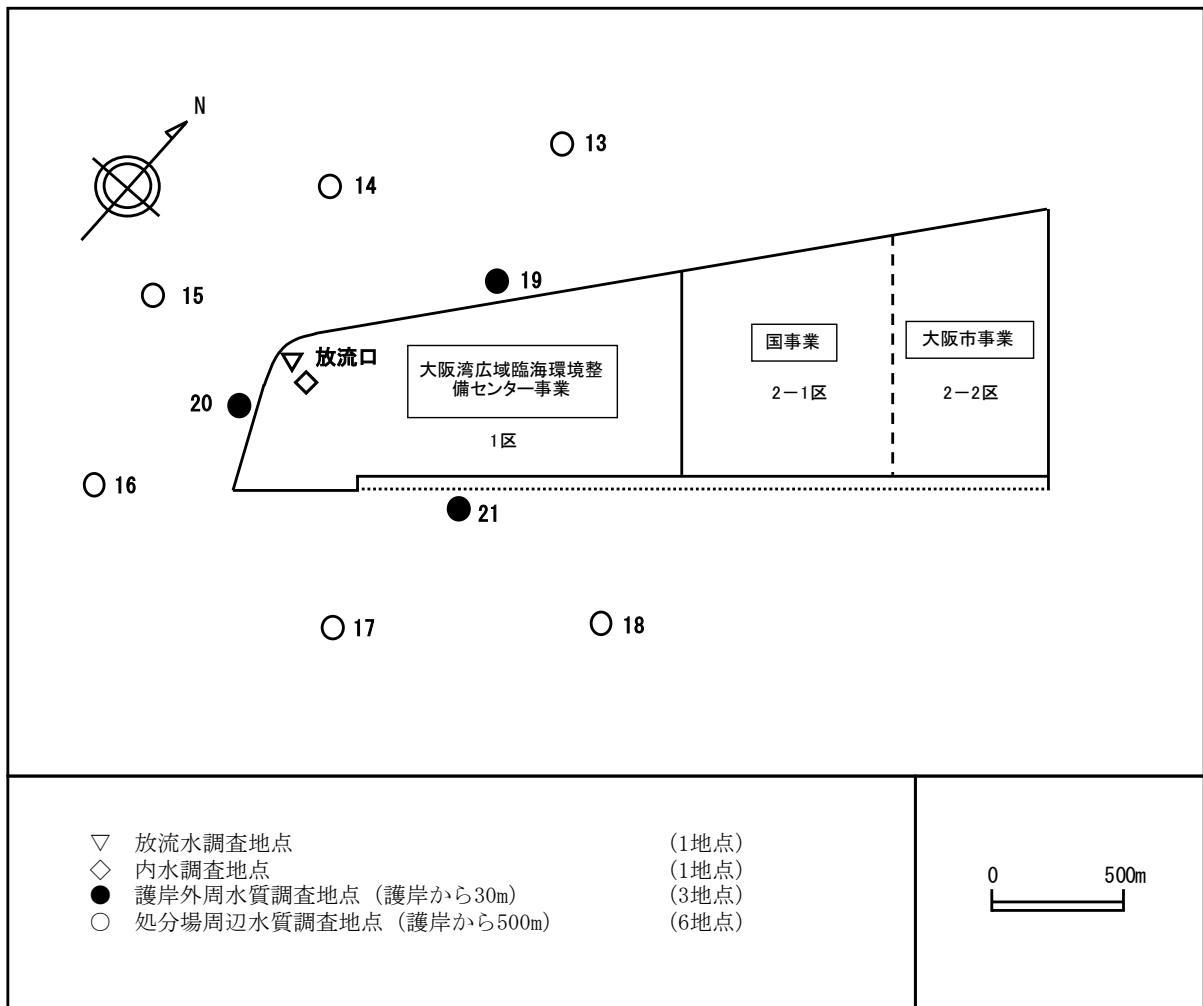 N
13
14
15
19
放流口
20
大阪湾広域臨海環境整
備センター事業
1区
国事業
2－1区
大阪市事業
2－2区
16
21
17
18
▽ 放流水調査地点 (1地点)
◇ 内水調査地点 (1地点)
● 護岸外周水質調査地点（護岸から30m） (3地点)
○ 処分場周辺水質調査地点（護岸から500m） (6地点)
0 500m